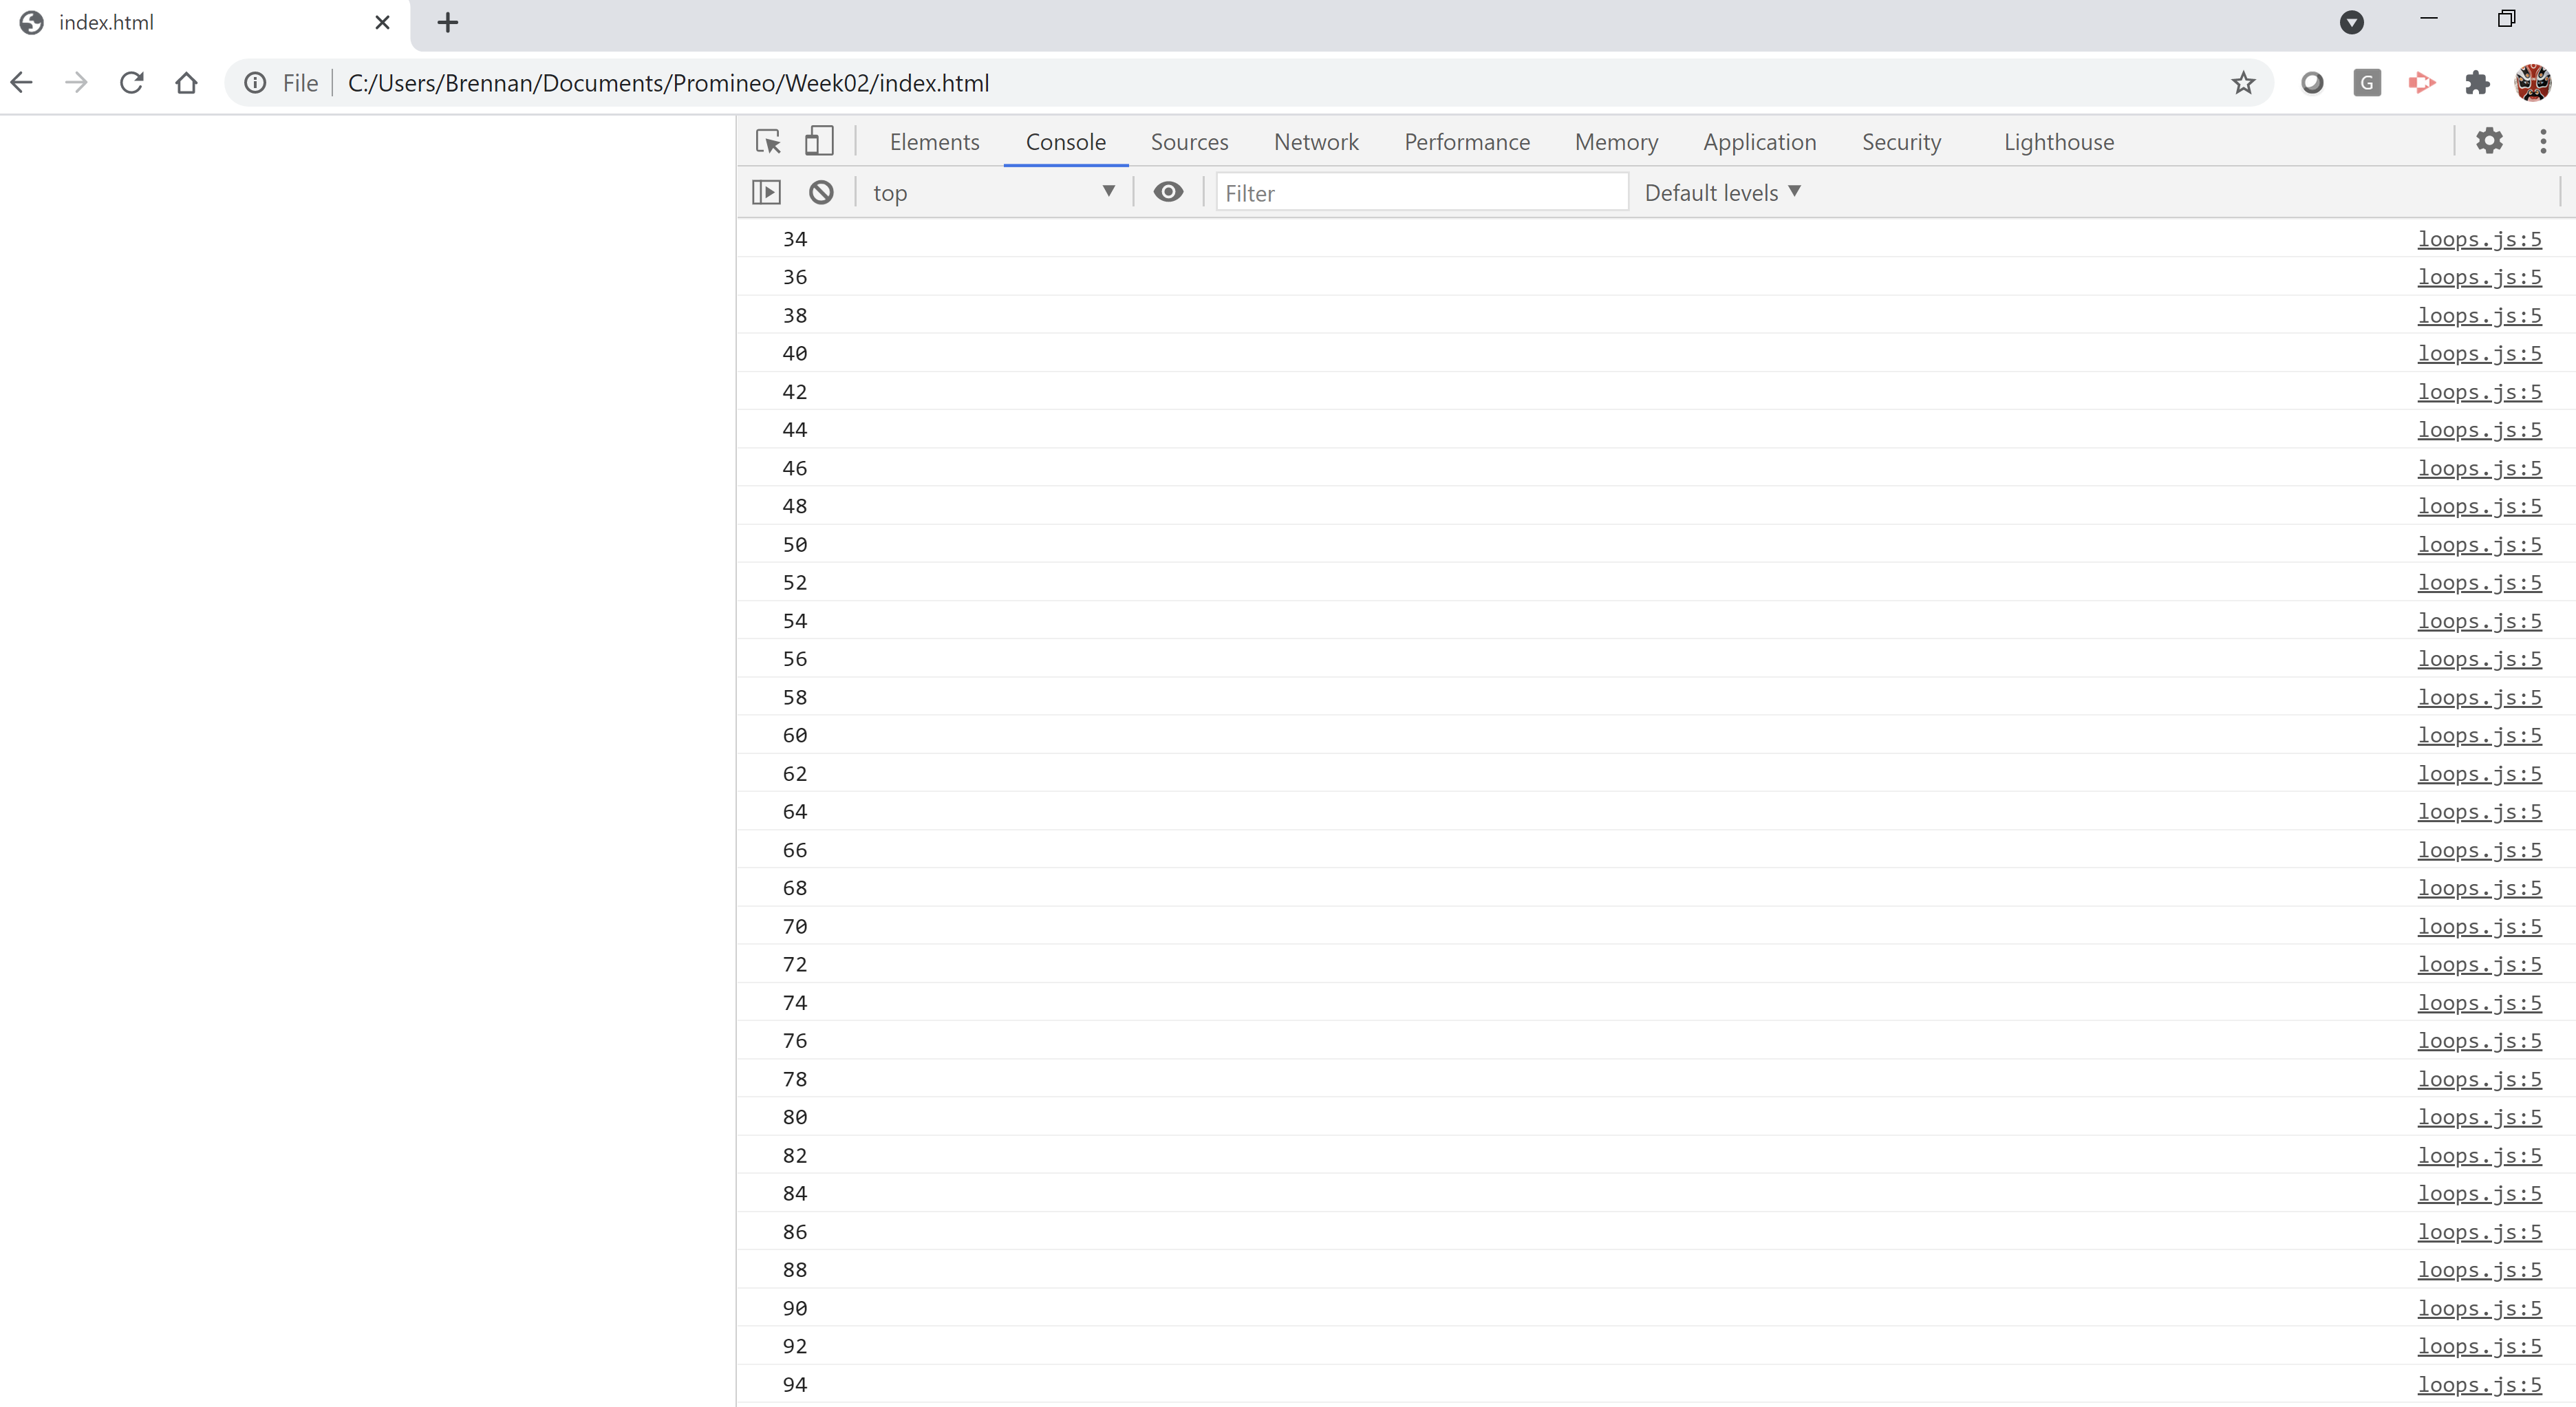 index.html
File C:/Users/Brennan/Documents/Promineo/Week02/index.html
G
Elements Console Sources Network Performance Memory Application Security Lighthouse
top Filter Default levels
34 loops.js:5
36 loops.js:5
38 loops.js:5
40 loops.js:5
42 loops.js:5
44 loops.js:5
46 loops.js:5
48 loops.js:5
50 loops.js:5
52 loops.js:5
54 loops.js:5
56 loops.js:5
58 loops.js:5
60 loops.js:5
62 loops.js:5
64 loops.js:5
66 loops.js:5
68 loops.js:5
70 loops.js:5
72 loops.js:5
74 loops.js:5
76 loops.js:5
78 loops.js:5
80 loops.js:5
82 loops.js:5
84 loops.js:5
86 loops.js:5
88 loops.js:5
90 loops.js:5
92 loops.js:5
94 loops.js:5